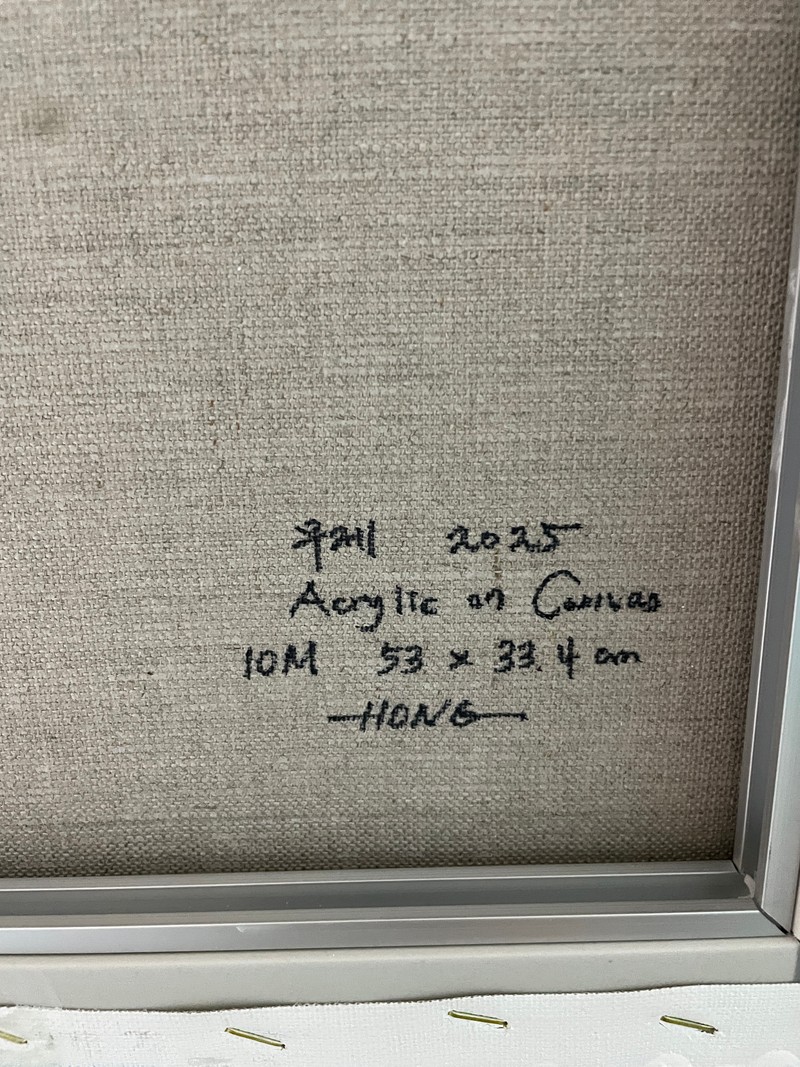 2025
Acrylic on Canvas
10M 53 x 33.4 cm
HONG